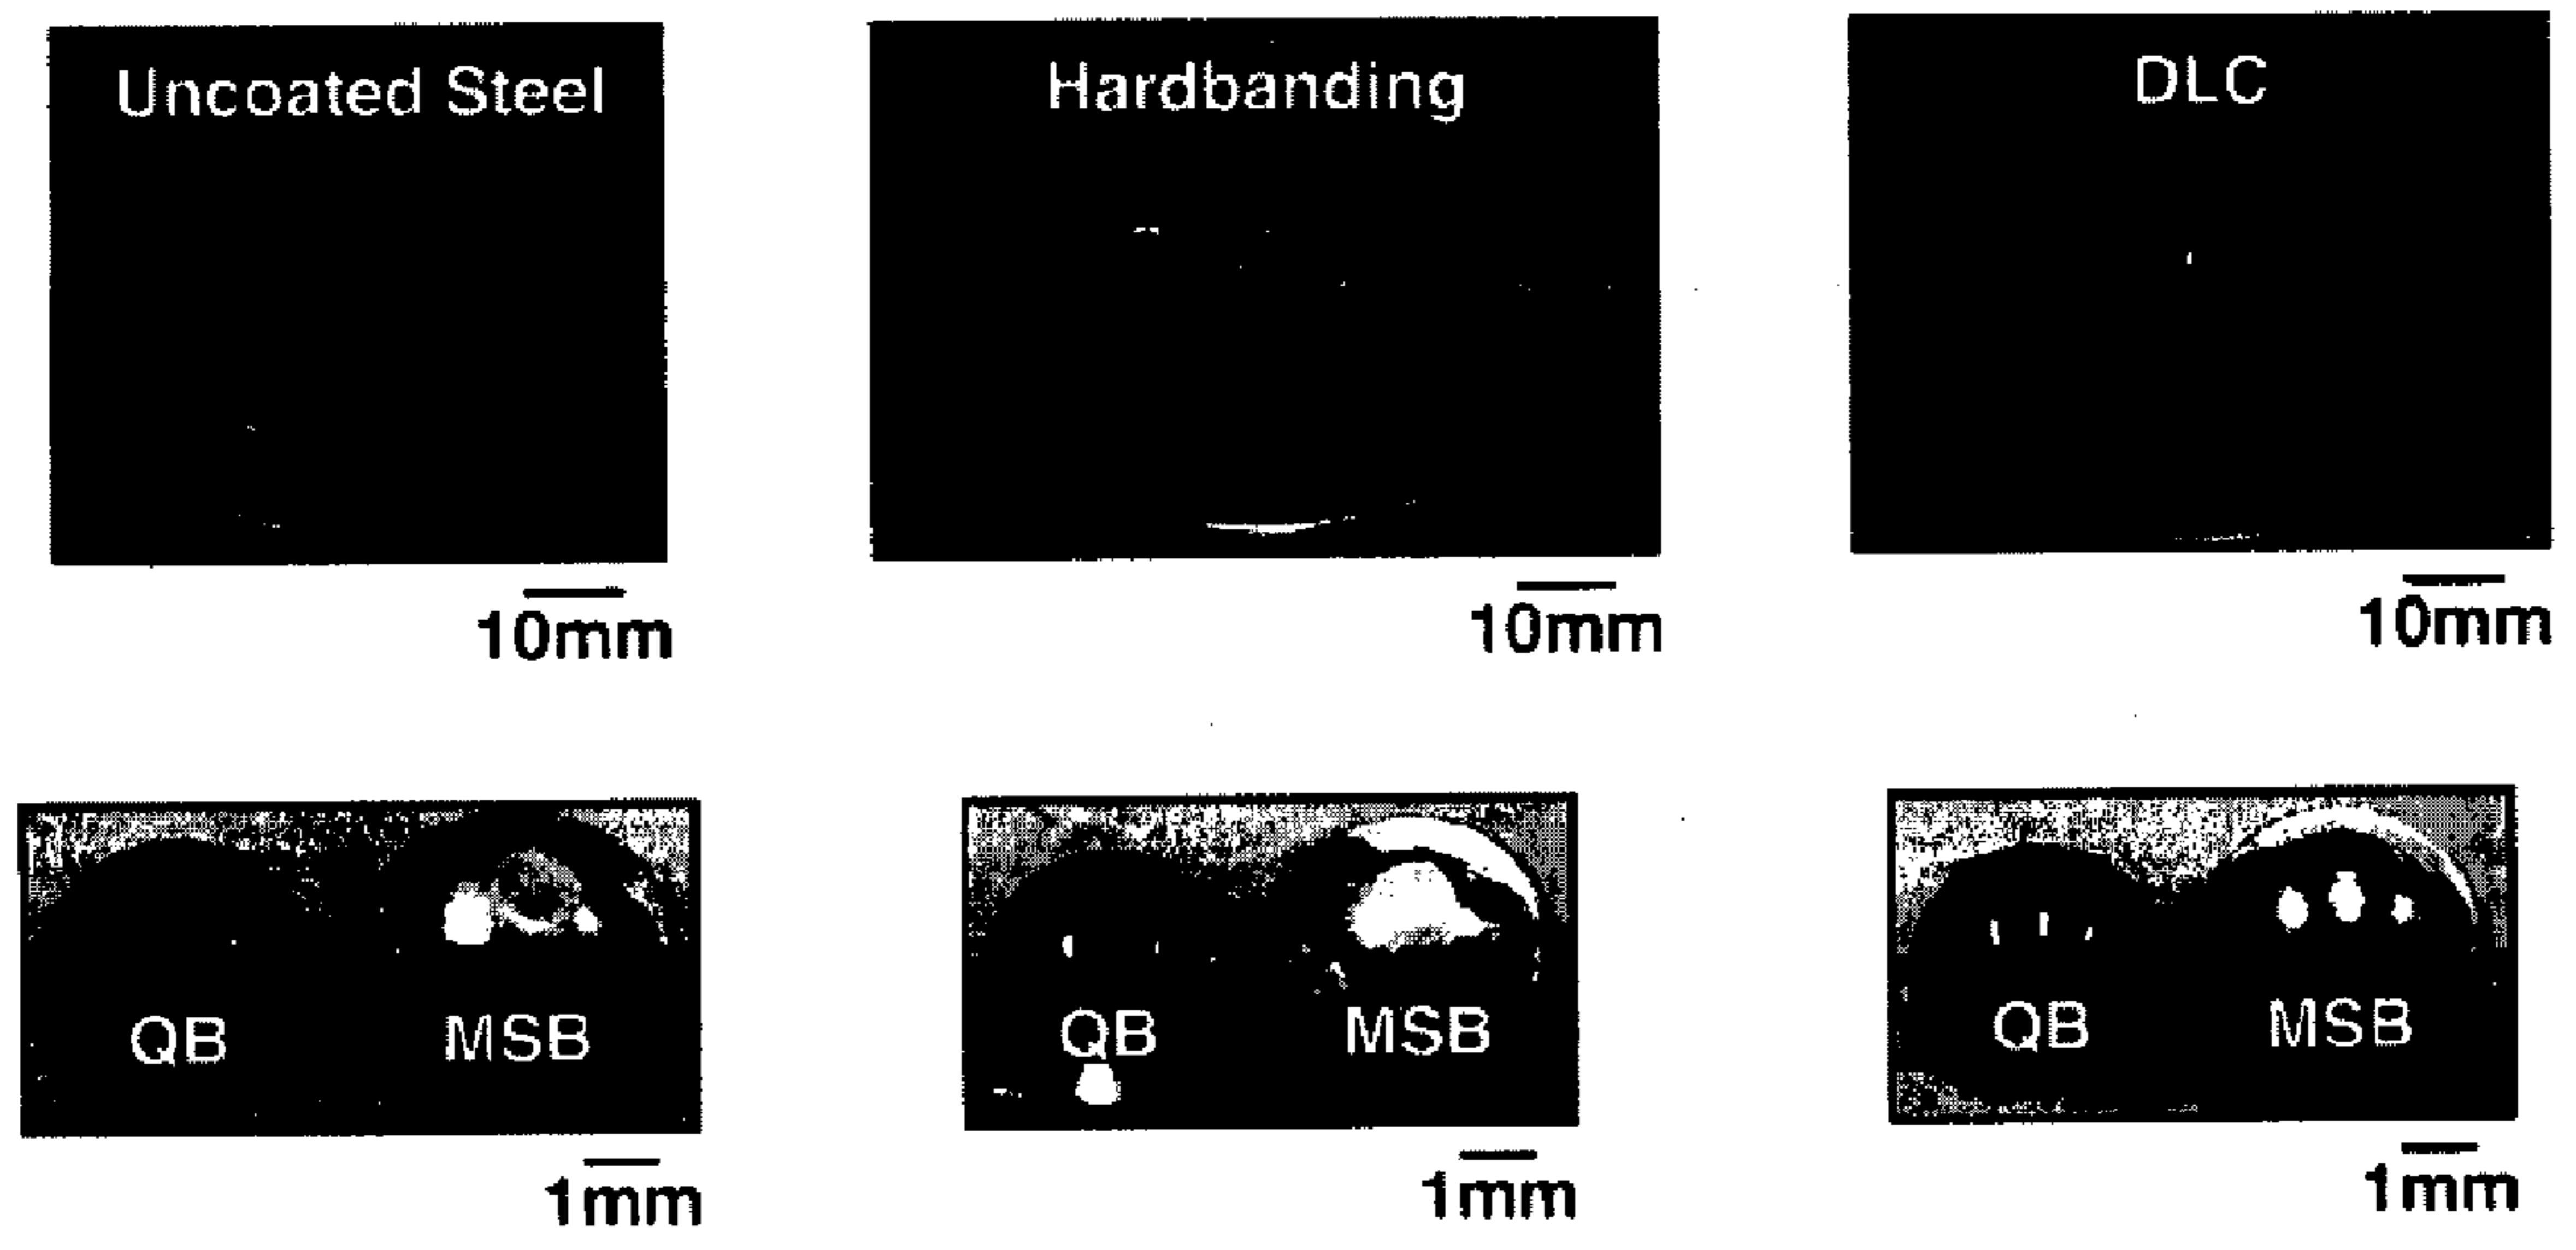 Uncoated Steel
Hardbanding
DLC
10mm
10mm
10mm
QB MSB
QB MSB
QB MSB
1mm
1mm
1mm